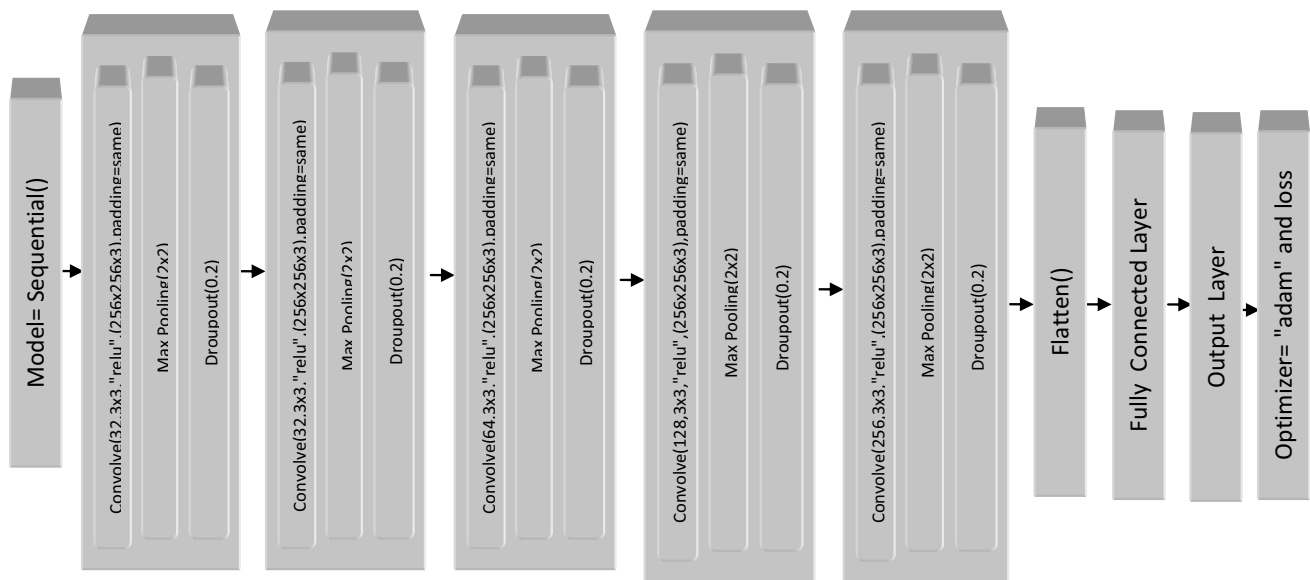 Model= Sequential()
Convolve(32,3x3,"relu",(256x256x3),padding=same)
Max Pooling(2x2)
Droupout(0.2)
Convolve(32,3x3,"relu",(256x256x3),padding=same)
Max Pooling(2x2)
Droupout(0.2)
Convolve(64,3x3,"relu",(256x256x3),padding=same)
Max Pooling(2x2)
Droupout(0.2)
Convolve(128,3x3,"relu",(256x256x3),padding=same)
Max Pooling(2x2)
Droupout(0.2)
Convolve(256,3x3,"relu",(256x256x3),padding=same)
Max Pooling(2x2)
Droupout(0.2)
Flatten()
Fully Connected Layer
Output Layer
Optimizer= "adam" and loss